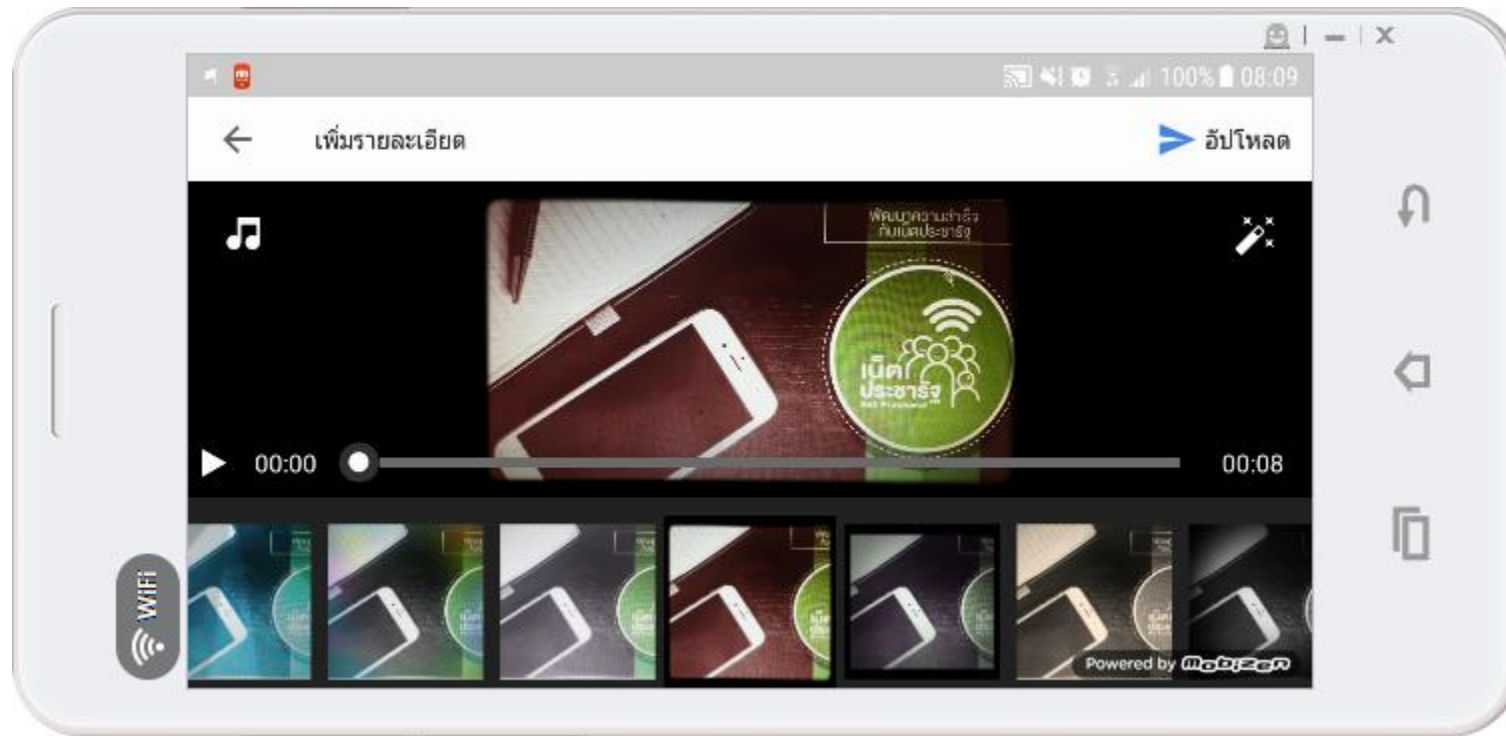 100% 08:09
เพิ่มรายละเอียด
อัปโหลด
พัฒนาความสำเร็จ
กับเน็ตประชารัฐ
เน็ต
ประชารัฐ
Net Pracharat
00:00
00:08
WiFi
Powered by Mobizen